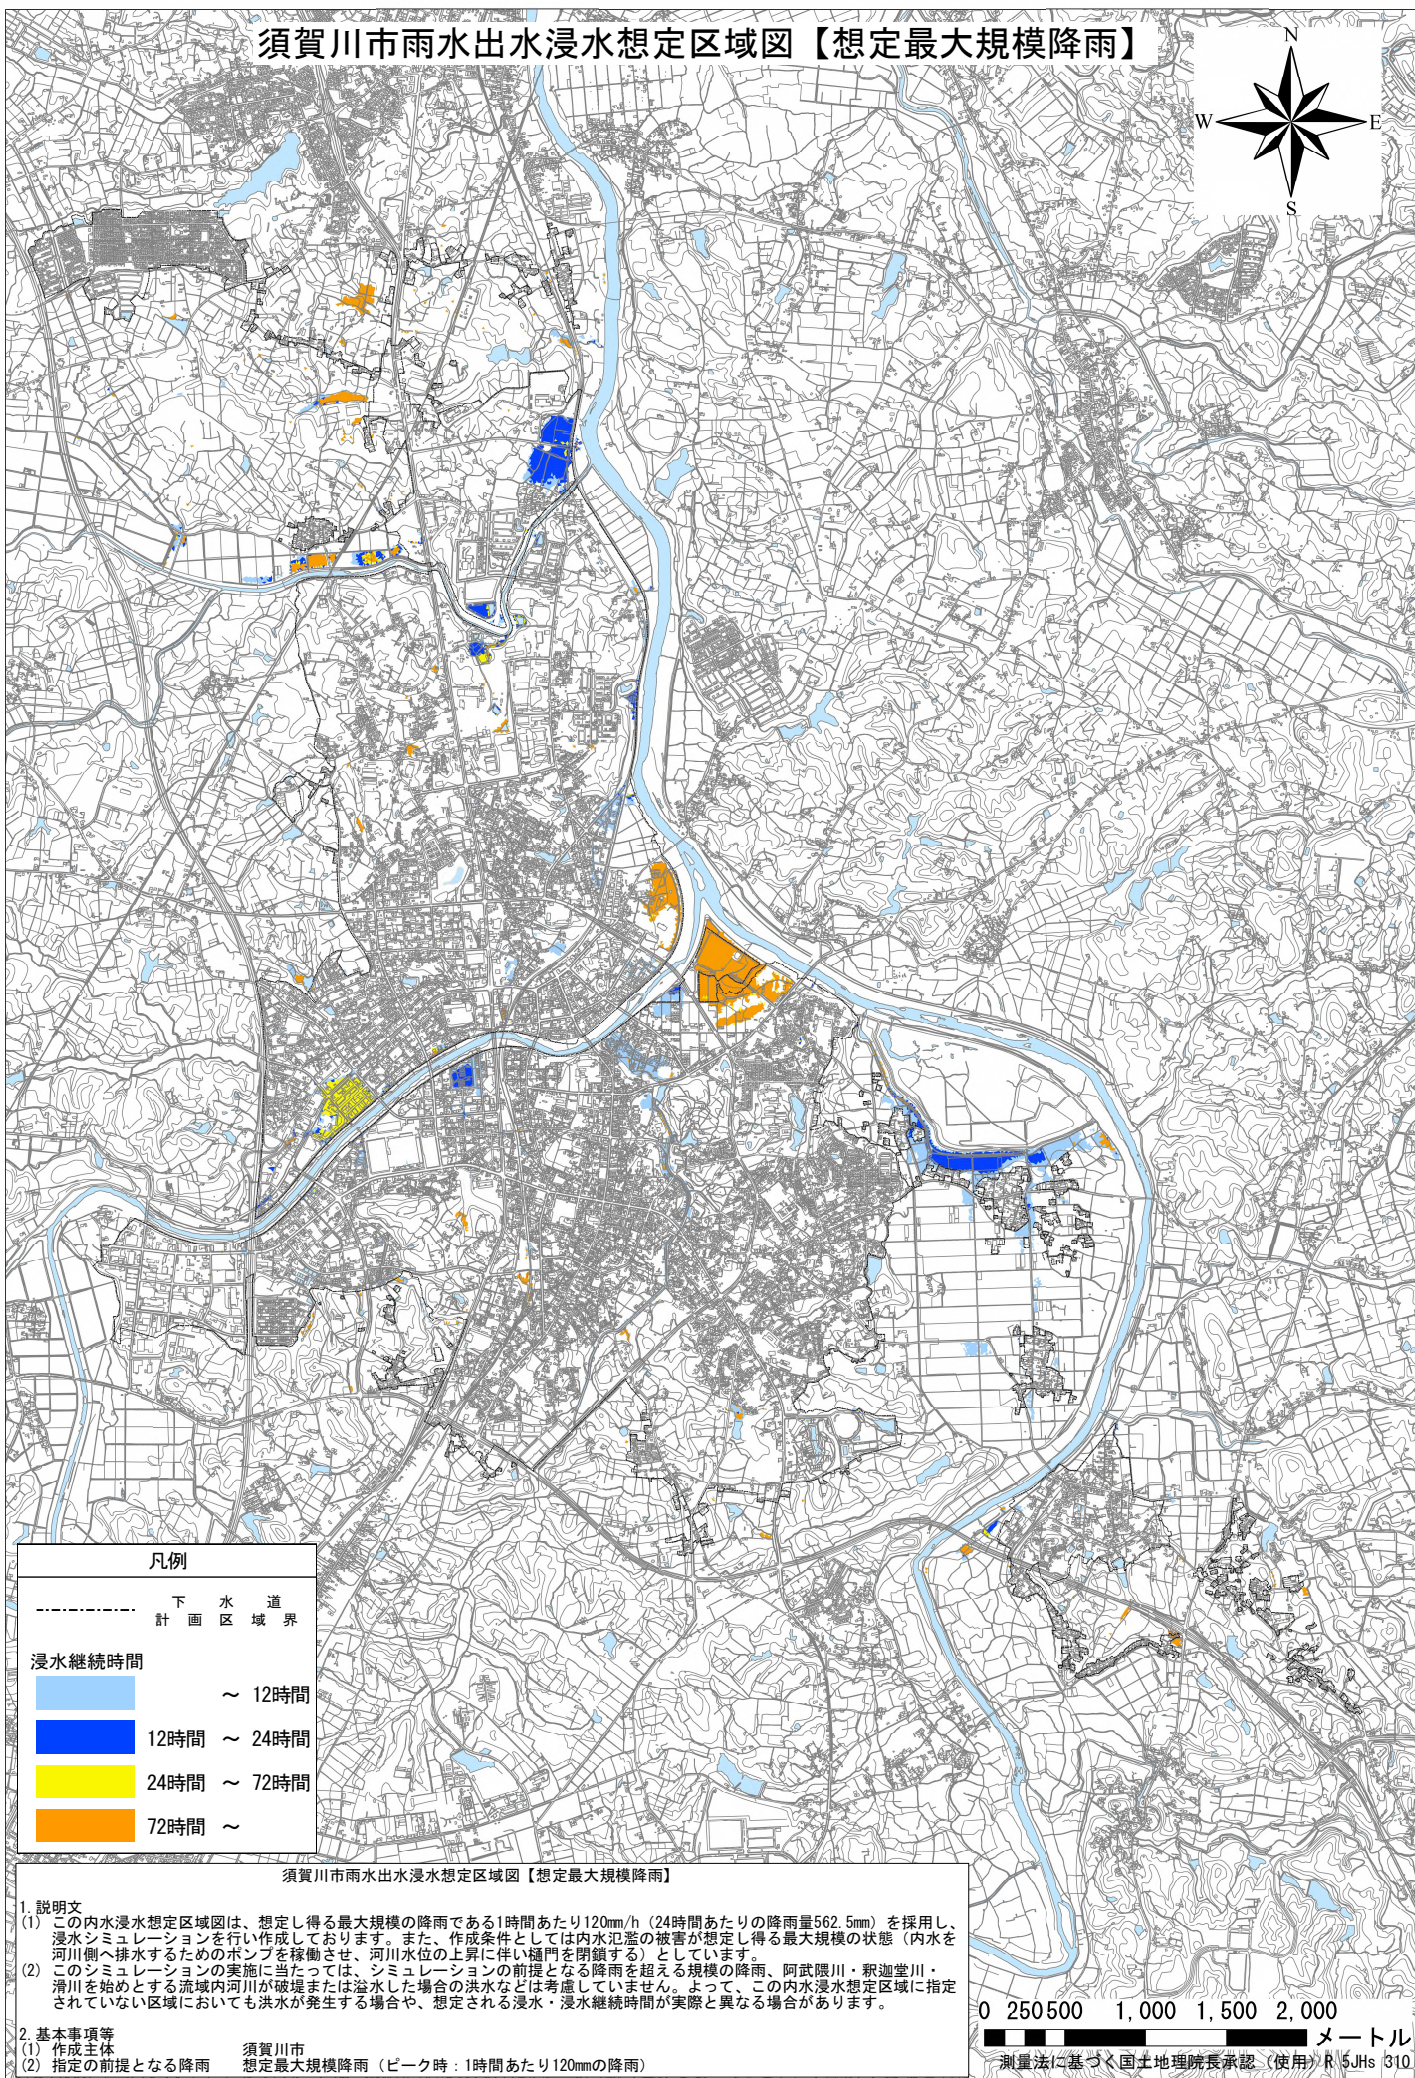 須賀川市雨水出水浸水想定区域図【想定最大規模降雨】
N
W
E
S
凡例
下水道
計画区域界
浸水継続時間
～ 12時間
12時間 ～ 24時間
24時間 ～ 72時間
72時間 ～
須賀川市雨水出水浸水想定区域図【想定最大規模降雨】
1.説明文
(1) この内水浸水想定区域図は、想定し得る最大規模の降雨である1時間あたり120mm/h（24時間あたりの降雨量562.5mm）を採用し、
浸水シミュレーションを行い作成しております。また、作成条件としては内水氾濫の被害が想定し得る最大規模の状態（内水を
河川側へ排水するためのポンプを稼働させ、河川水位の上昇に伴い樋門を閉鎖する）としています。
(2) このシミュレーションの実施に当たっては、シミュレーションの前提となる降雨を超える規模の降雨、阿武隈川・釈迦堂川・
滑川を始めとする流域内河川が破堤または溢水した場合の洪水などは考慮していません。よって、この内水浸水想定区域に指定
されていない区域においても洪水が発生する場合や、想定される浸水・浸水継続時間が実際と異なる場合があります。
2.基本事項等
(1) 作成主体 須賀川市
(2) 指定の前提となる降雨 想定最大規模降雨（ピーク時：1時間あたり120mmの降雨）
0 250 500 1,000 1,500 2,000
メートル
測量法に基づく国土地理院長承認（使用）R 5JHs 310